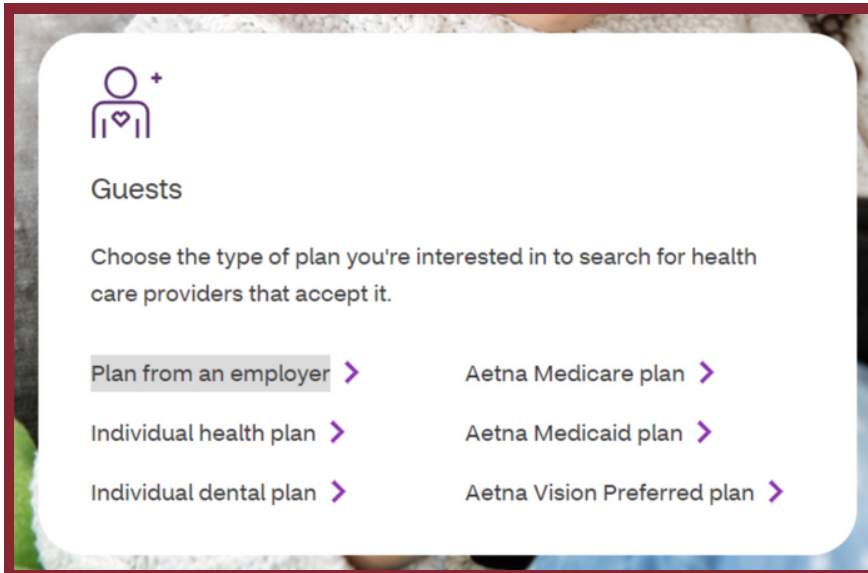 Guests
Choose the type of plan you're interested in to search for health
care providers that accept it.
Plan from an employer
Aetna Medicare plan
Individual health plan
Aetna Medicaid plan
Individual dental plan
Aetna Vision Preferred plan